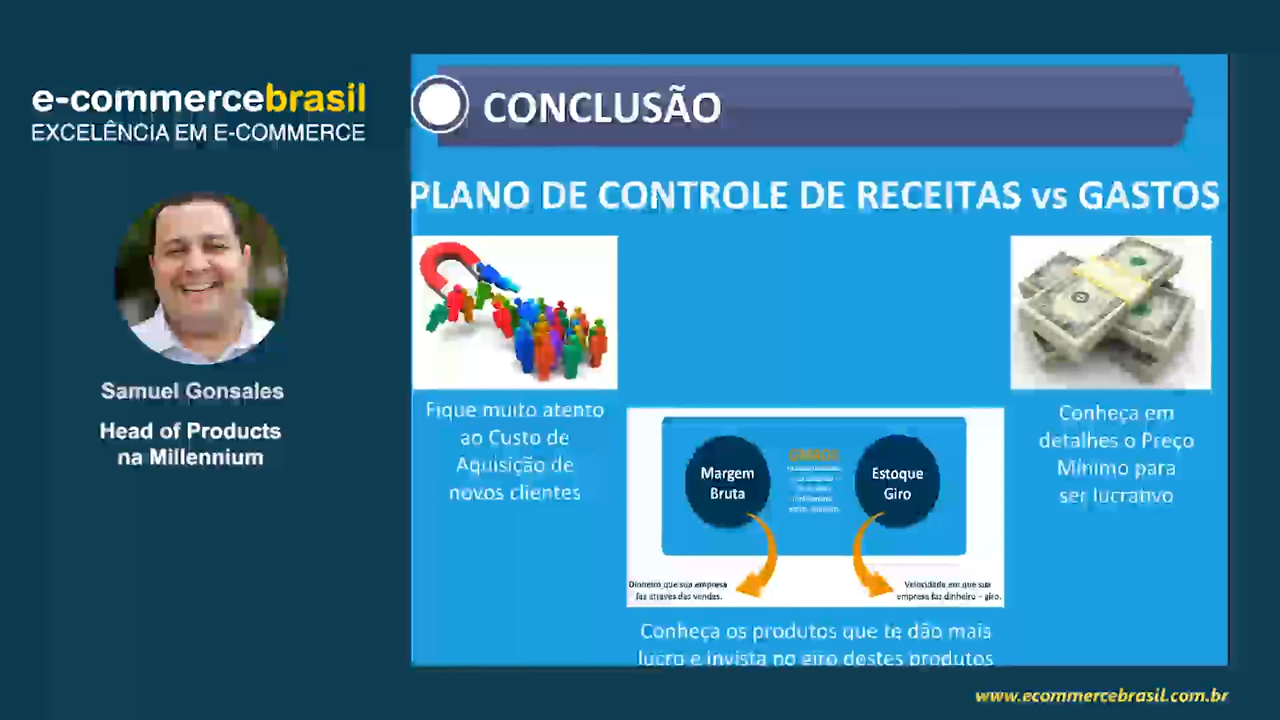 e-commercebrasil
EXCELÊNCIA EM E-COMMERCE
Samuel Gonsales
Head of Products
na Millennium
CONCLUSÃO
PLANO DE CONTROLE DE RECEITAS vs GASTOS
Fique muito atento
ao Custo de
Aquisição de
novos clientes
Margem
Bruta
GMROI
Estoque
Giro
Dinheiro que sua empresa
faz através das vendas.
Velocidade em que sua
empresa faz dinheiro – giro.
Conheça os produtos que te dão mais
lucro e invista no giro destes produtos
Conheça em
detalhes o Preço
Mínimo para
ser lucrativo
www.ecommercebrasil.com.br